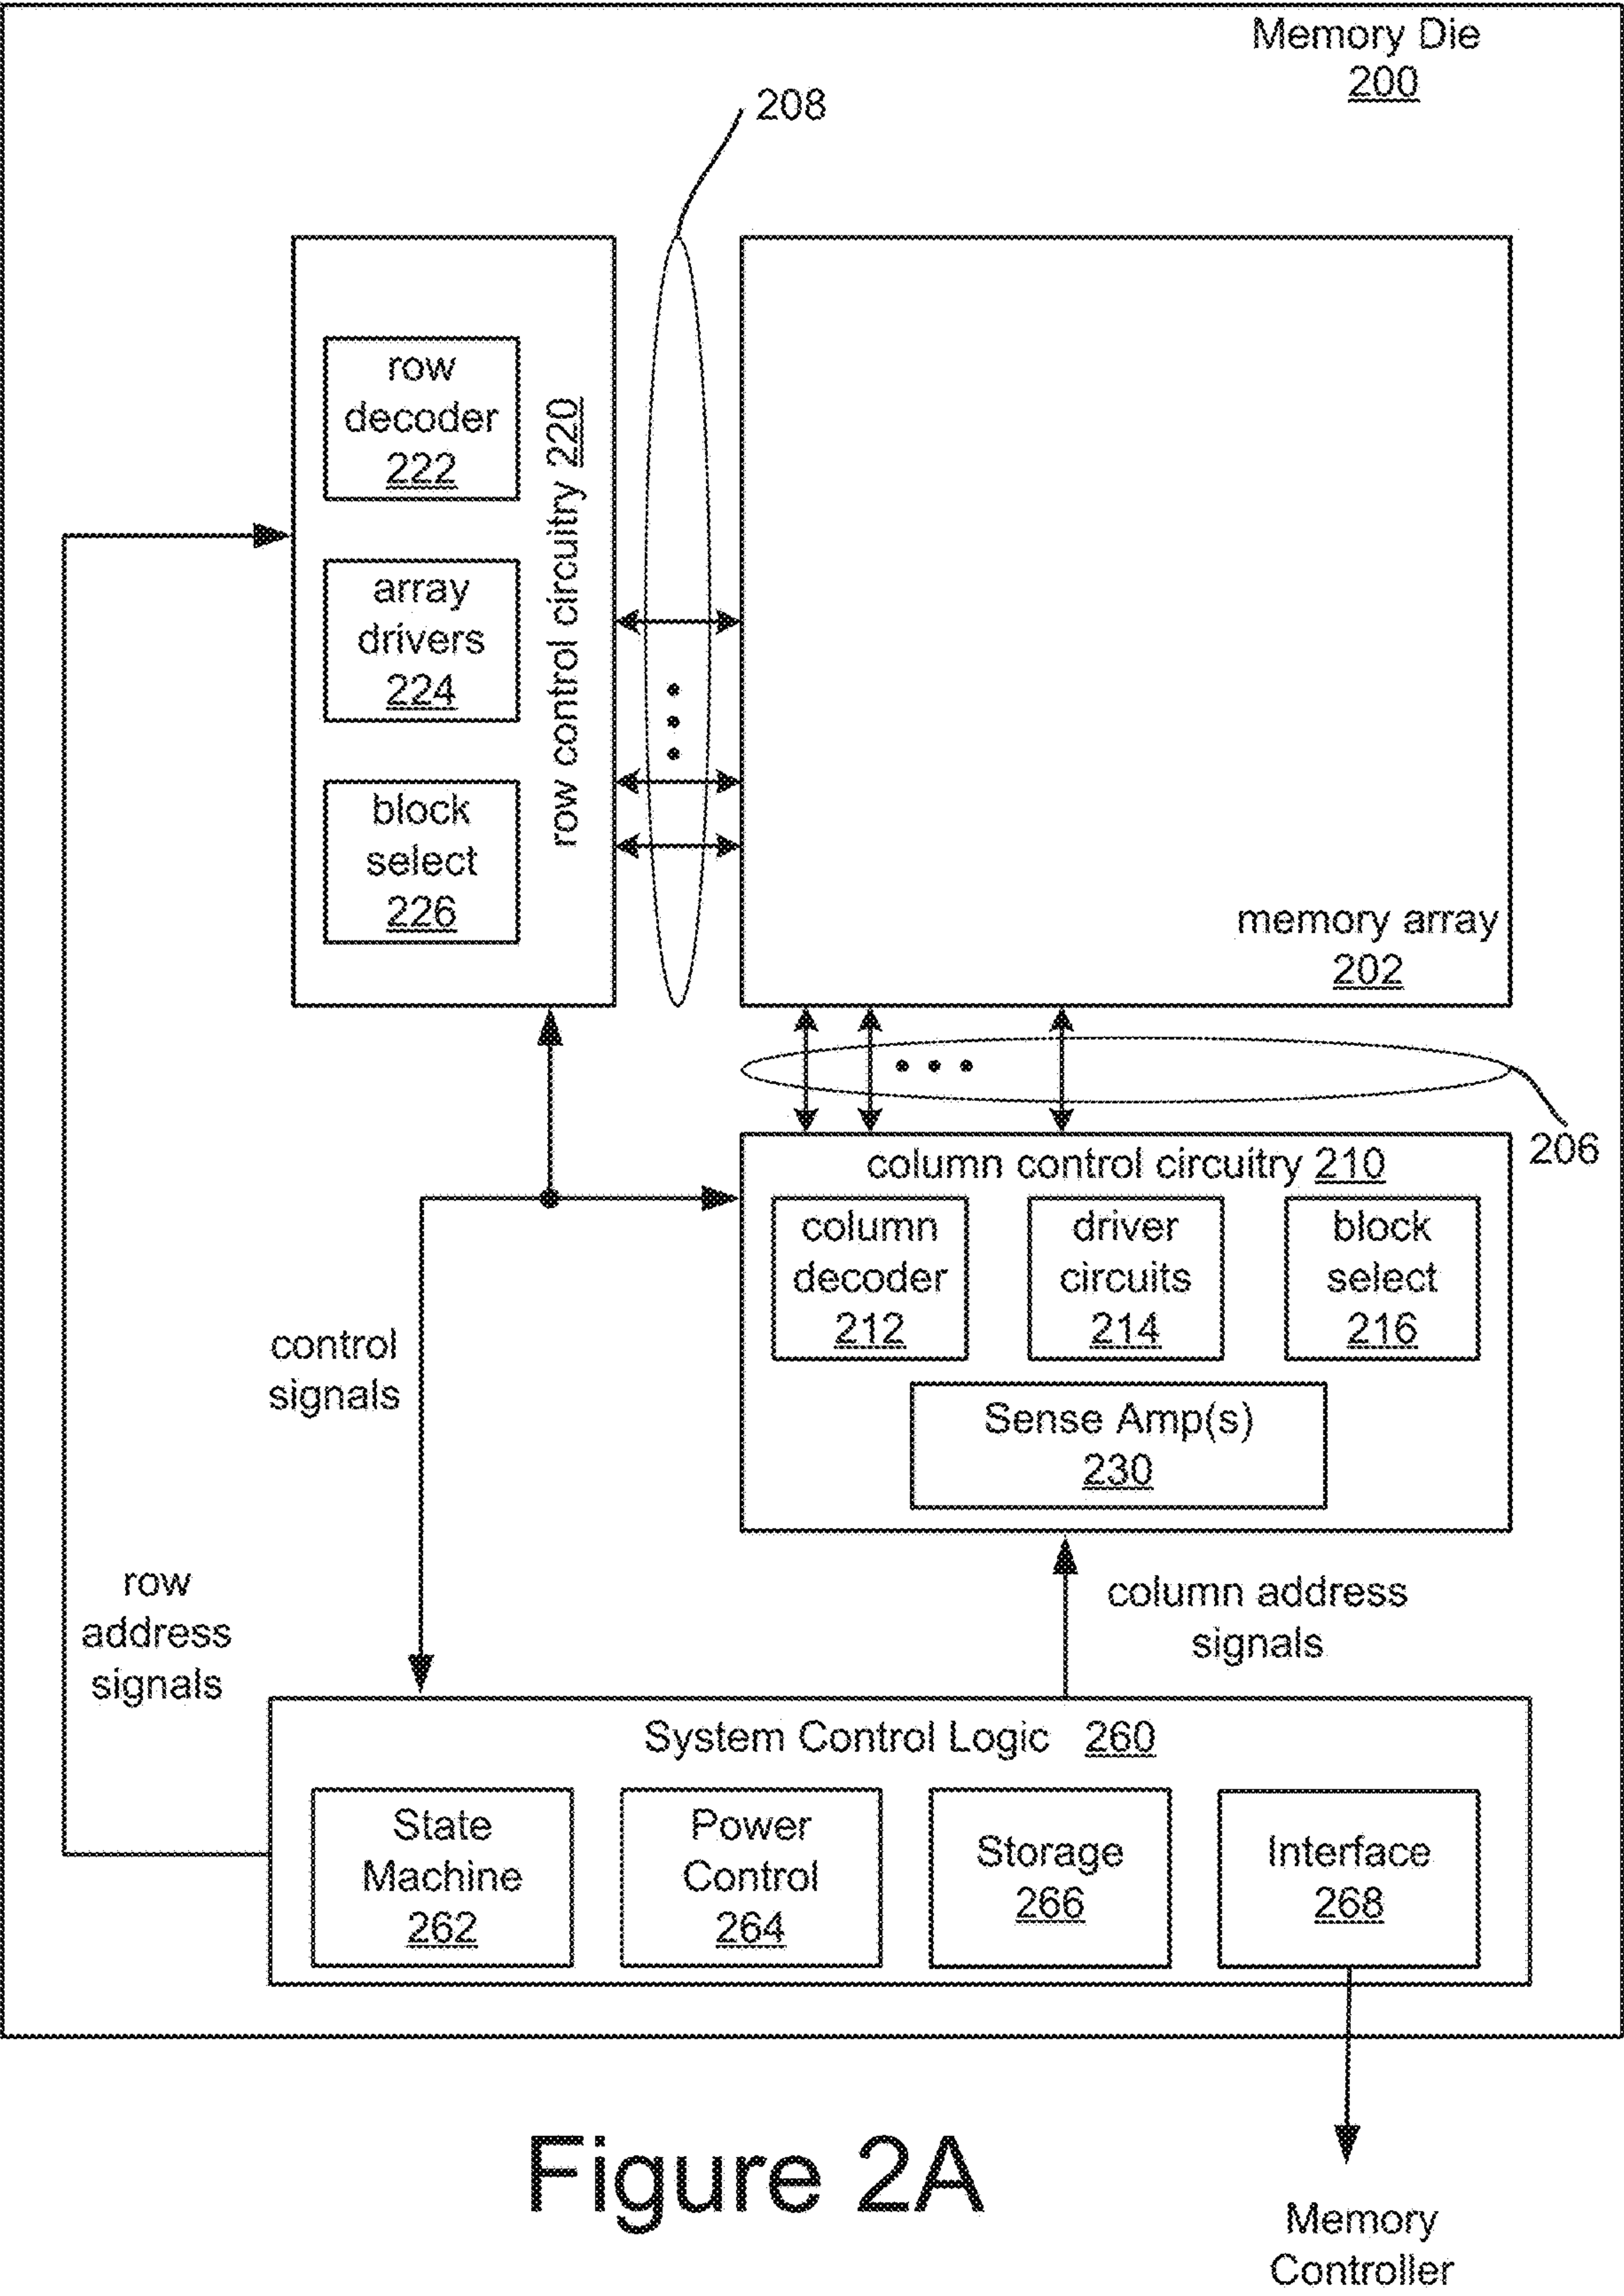 Memory Die
200
208
row
decoder
222
array
drivers
224
block
select
226
row control circuitry 220
memory array
202
206
column control circuitry 210
column
decoder
212
driver
circuits
214
block
select
216
Sense Amp(s)
230
control
signals
row
address
signals
column address
signals
System Control Logic 260
State
Machine
262
Power
Control
264
Storage
266
Interface
268
Figure 2A
Memory
Controller